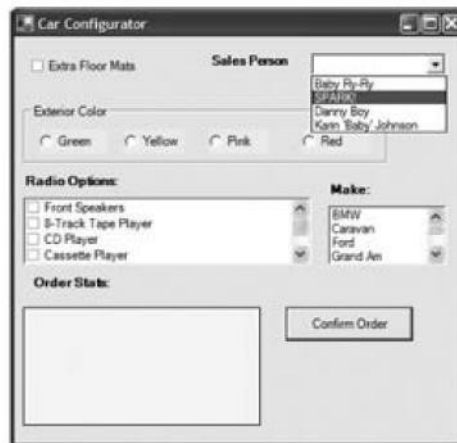 Car Configurator
Extra Floor Mats
Sales Person
Baby Ry-Ry
SPARK!
Danny Boy
Karin 'Baby' Johnson
Exterior Color
Green Yellow Pink Red
Radio Options:
Make:
Front Speakers
8-Track Tape Player
CD Player
Cassette Player
BMW
Caravan
Ford
Grand Am
Order Stats:
Confirm Order